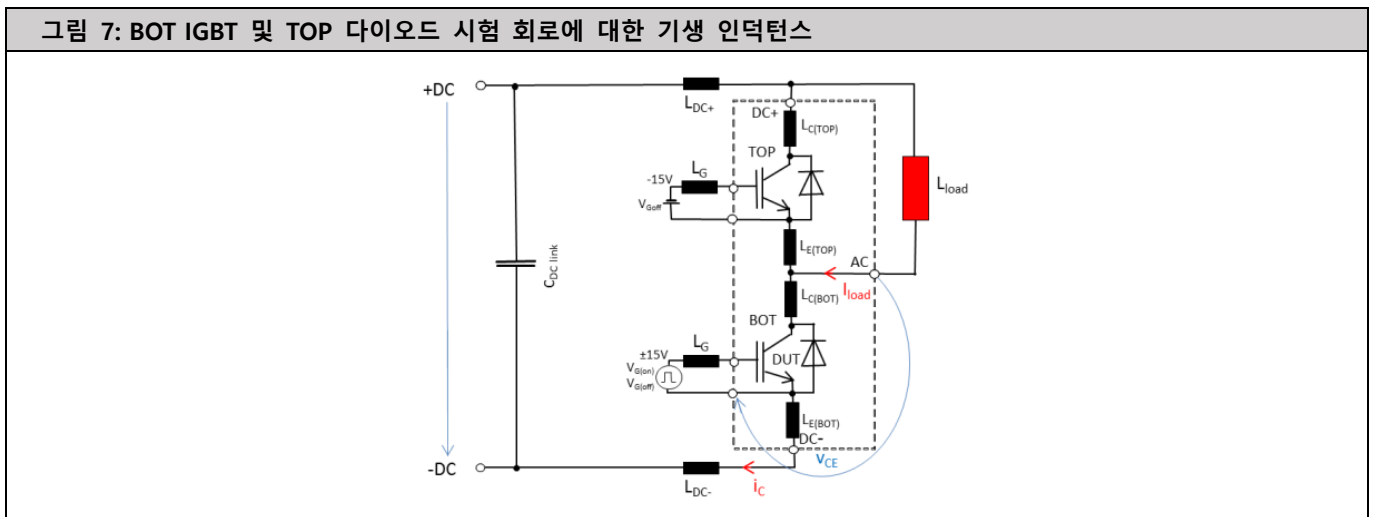 그림 7: BOT IGBT 및 TOP 다이오드 시험 회로에 대한 기생 인덕턴스
+DC
L_DC+
DC+
L_C(TOP)
TOP
L_G
-15V
V_Goff
L_load
L_E(TOP)
AC
C_DC link
I_load
L_C(BOT)
BOT
L_G
±15V
DUT
V_G(on)
V_G(off)
L_E(BOT)
DC-
-DC
V_CE
L_DC-
i_C